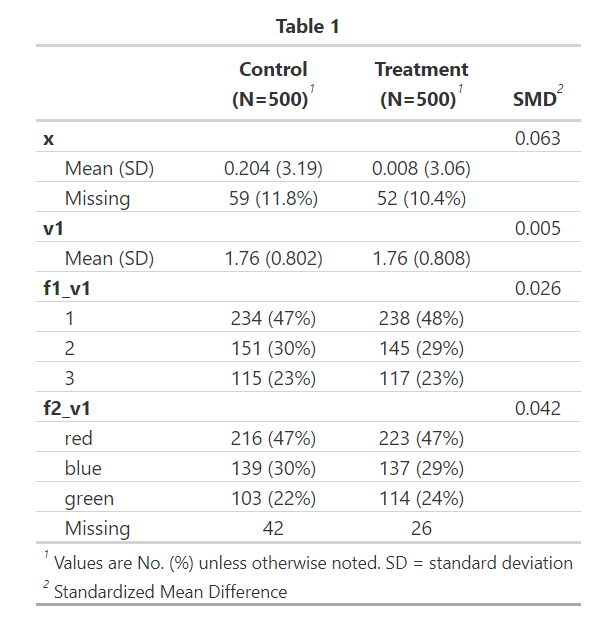 Table 1
Control Treatment
(N=500)1 (N=500)1 SMD2
x 0.063
Mean (SD) 0.204 (3.19) 0.008 (3.06)
Missing 59 (11.8%) 52 (10.4%)
v1 0.005
Mean (SD) 1.76 (0.802) 1.76 (0.808)
f1_v1 0.026
1 234 (47%) 238 (48%)
2 151 (30%) 145 (29%)
3 115 (23%) 117 (23%)
f2_v1 0.042
red 216 (47%) 223 (47%)
blue 139 (30%) 137 (29%)
green 103 (22%) 114 (24%)
Missing 42 26
1 Values are No. (%) unless otherwise noted. SD = standard deviation
2 Standardized Mean Difference